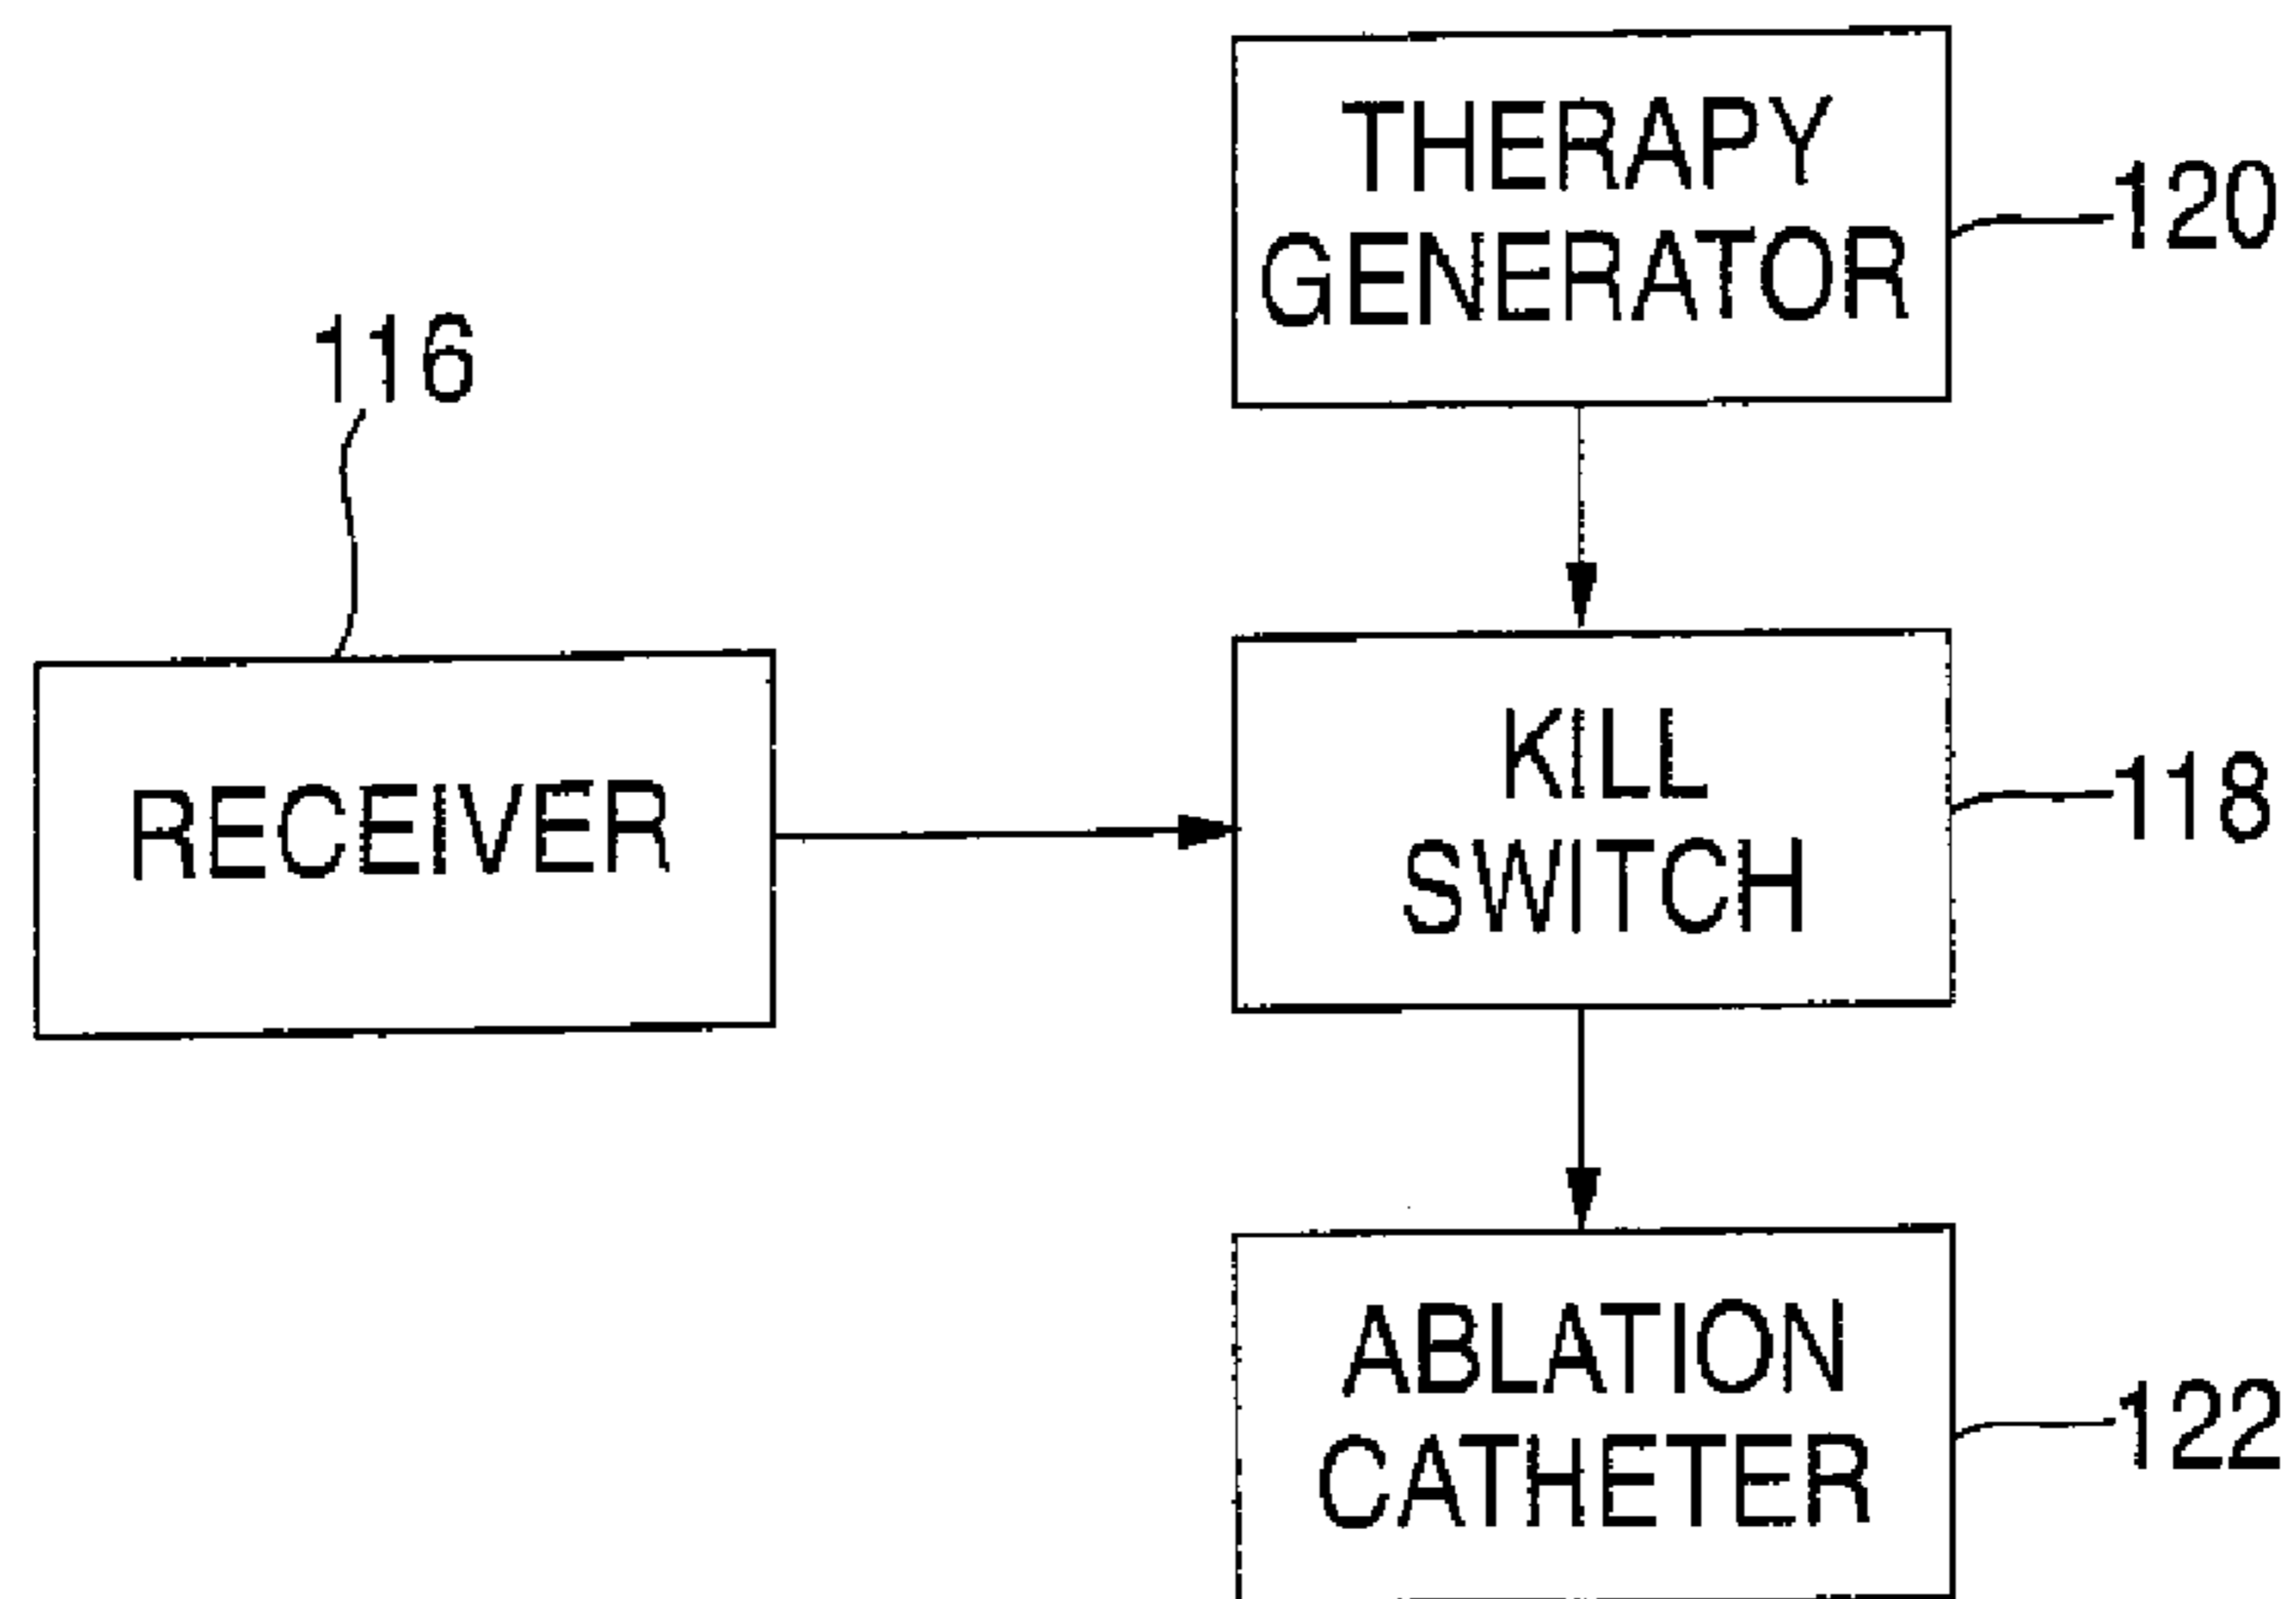 THERAPY
GENERATOR
120
116
RECEIVER
KILL
SWITCH
118
ABLATION
CATHETER
122